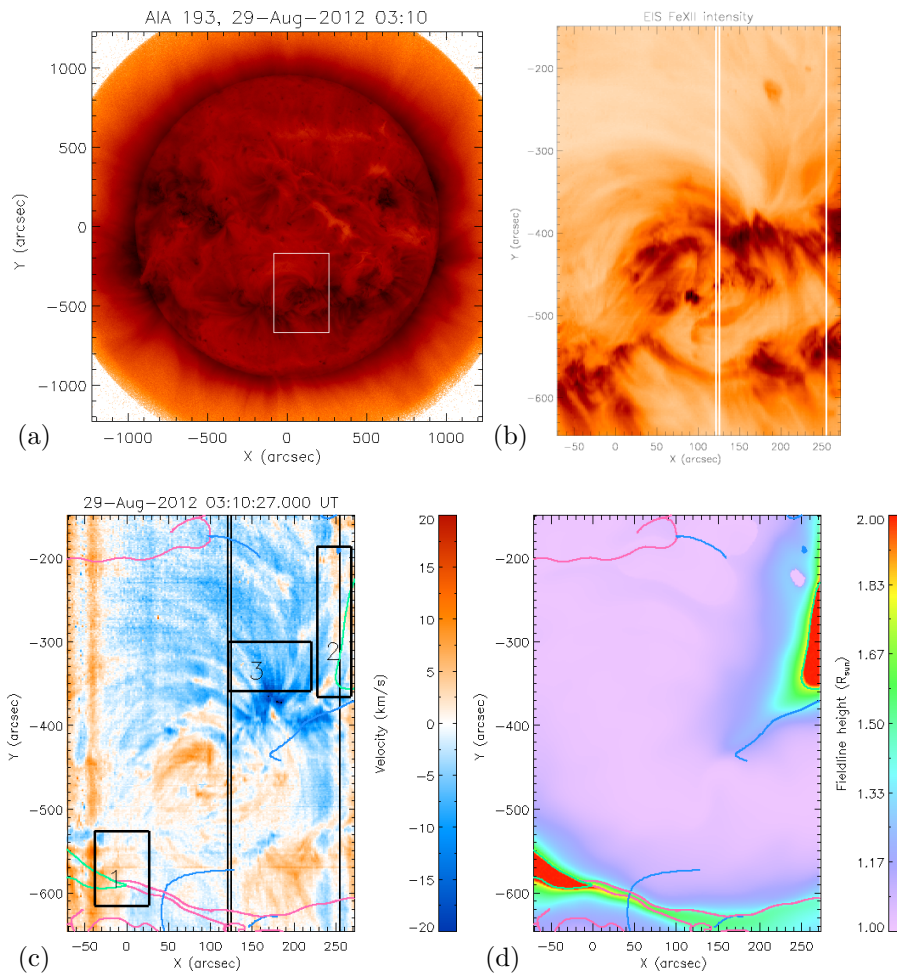 AIA 193, 29-Aug-2012 03:10
1000
500
0
-500
-1000
Y (arcsec)
-1000 -500 0 500 1000
X (arcsec)
(a)
EIS FeXII intensity
-200
-300
-400
-500
-600
Y (arcsec)
-50 0 50 100 150 200 250
X (arcsec)
(b)
29-Aug-2012 03:10:27.000 UT
-200
-300
-400
-500
-600
Y (arcsec)
1
2
3
-50 0 50 100 150 200 250
X (arcsec)
20
15
10
5
0
-5
-10
-15
-20
Velocity (km/s)
(c)
-200
-300
-400
-500
-600
Y (arcsec)
-50 0 50 100 150 200 250
X (arcsec)
2.00
1.83
1.67
1.50
1.33
1.17
1.00
Fieldline height (Rsun)
(d)